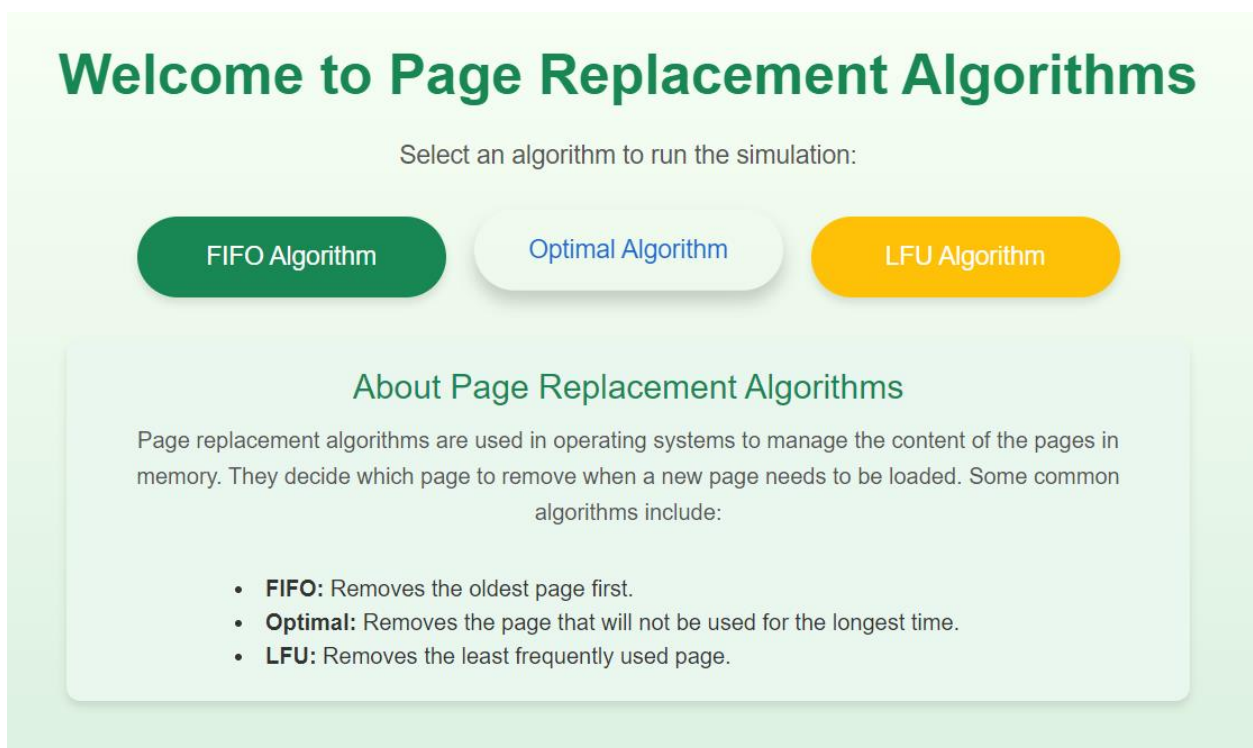 Welcome to Page Replacement Algorithms
Select an algorithm to run the simulation:
FIFO Algorithm
Optimal Algorithm
LFU Algorithm
About Page Replacement Algorithms
Page replacement algorithms are used in operating systems to manage the content of the pages in
memory. They decide which page to remove when a new page needs to be loaded. Some common
algorithms include:
• FIFO: Removes the oldest page first.
• Optimal: Removes the page that will not be used for the longest time.
• LFU: Removes the least frequently used page.